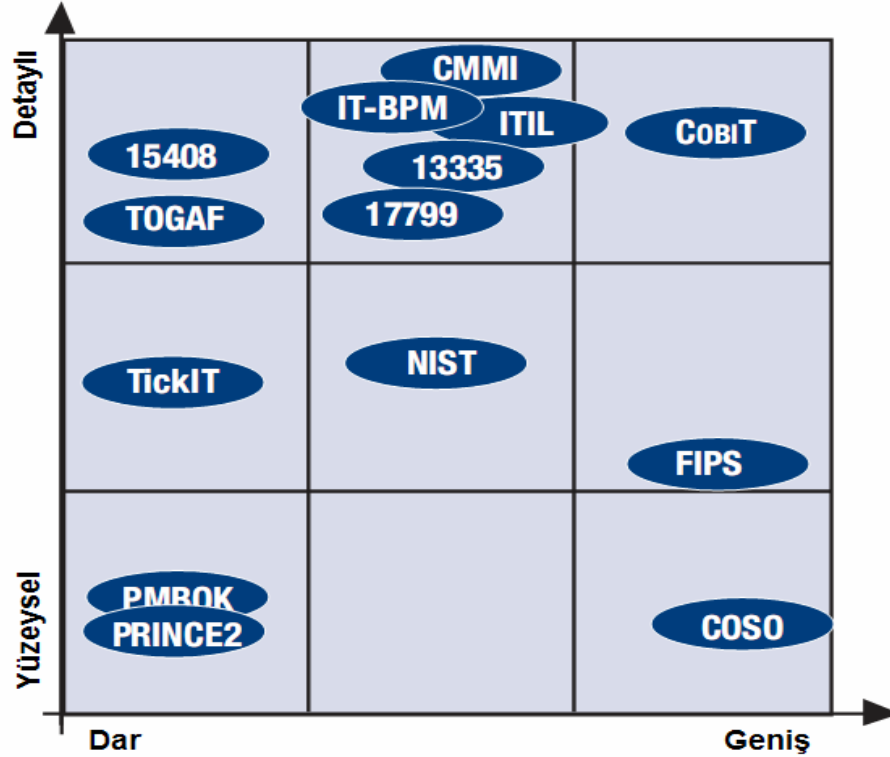 Detaylı
CMMI
IT-BPM
ITIL
COBIT
15408
13335
TOGAF
17799
TickIT
NIST
FIPS
Yüzeysel
PMBOK
PRINCE2
COSO
Dar
Geniş